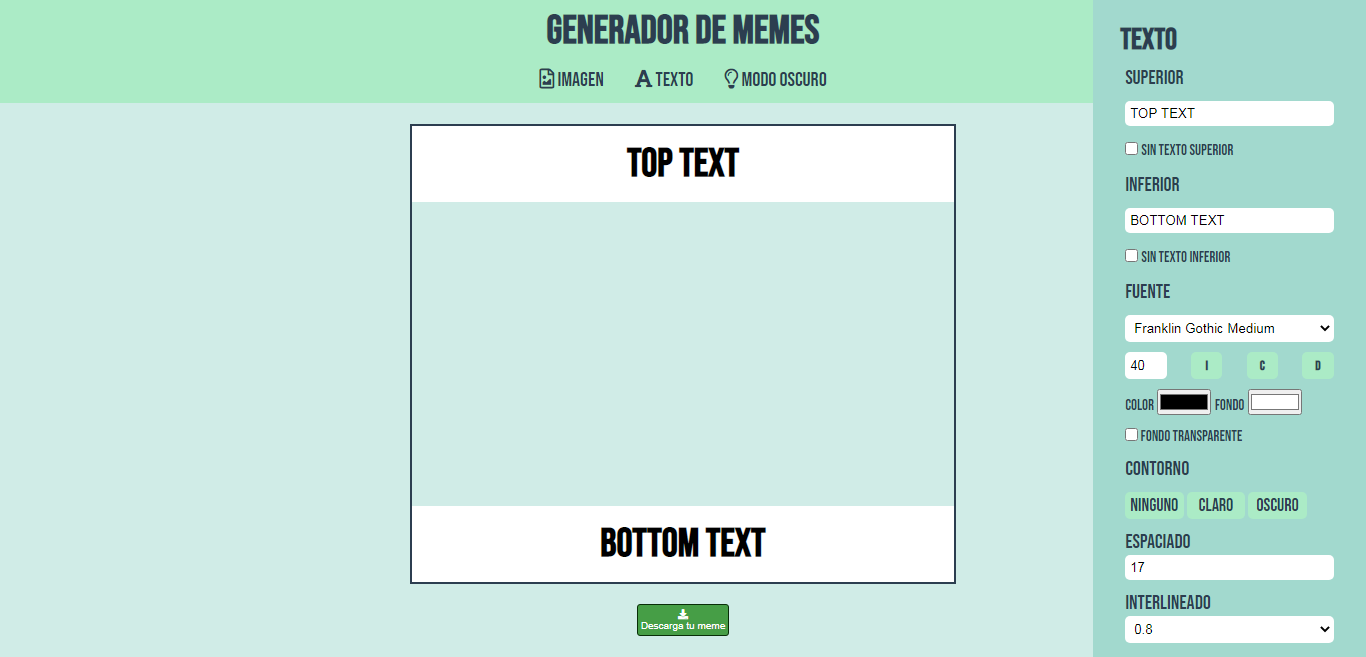 GENERADOR DE MEMES
IMAGEN
A TEXTO
MODO OSCURO
TOP TEXT
BOTTOM TEXT
Descarga tu meme
TEXTO
SUPERIOR
TOP TEXT
SIN TEXTO SUPERIOR
INFERIOR
BOTTOM TEXT
SIN TEXTO INFERIOR
FUENTE
Franklin Gothic Medium
40 I C D
COLOR FONDO
FONDO TRANSPARENTE
CONTORNO
NINGUNO CLARO OSCURO
ESPACIADO
17
INTERLINEADO
0.8